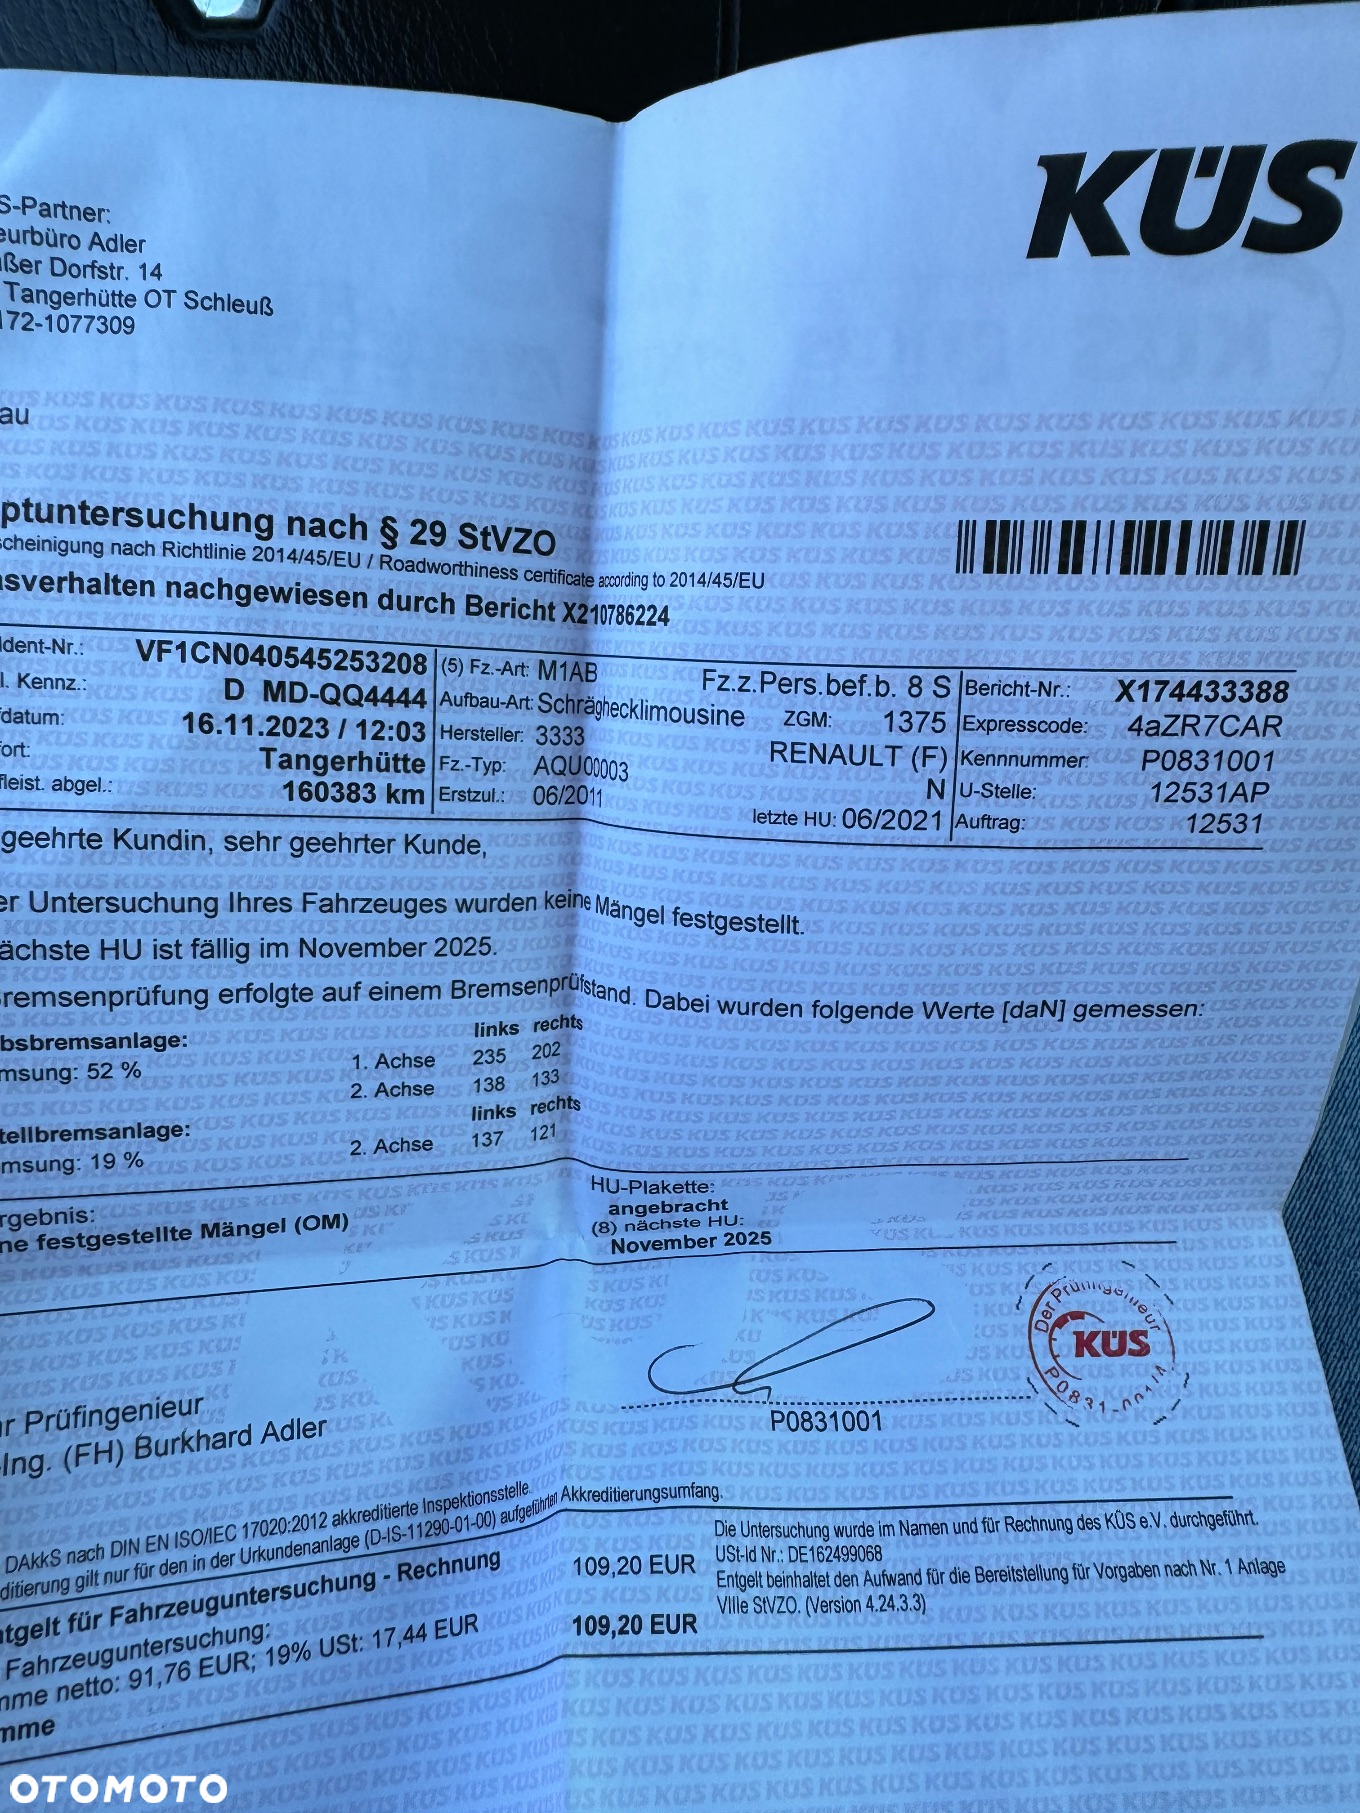 KÜS
S-Partner:
eurbüro Adler
ßer Dorfstr. 14
Tangerhütte OT Schleuß
172-1077309
au
ptuntersuchung nach § 29 StVZO
scheinigung nach Richtlinie 2014/45/EU / Roadworthiness certificate according to 2014/45/EU
sverhalten nachgewiesen durch Bericht X210786224
Ident-Nr.: VF1CN040545253208 (5) Fz.-Art: M1AB Fz.z.Pers.bef.b. 8 S Bericht-Nr.: X174433388
l. Kennz.: D MD-QQ4444 Aufbau-Art: Schräghecklimousine ZGM: 1375 Expresscode: 4aZR7CAR
datum: 16.11.2023 / 12:03 Hersteller: 3333 RENAULT (F) Kennnummer: P0831001
ort: Tangerhütte Fz.-Typ: AQU00003 N U-Stelle: 12531AP
fleist. abgel.: 160383 km Erstzul.: 06/2011 letzte HU: 06/2021 Auftrag: 12531
geehrte Kundin, sehr geehrter Kunde,
er Untersuchung Ihres Fahrzeuges wurden keine Mängel festgestellt.
ächste HU ist fällig im November 2025.
remsenprüfung erfolgte auf einem Bremsenprüfstand. Dabei wurden folgende Werte [daN] gemessen:
bsbremsanlage: links rechts
msung: 52 % 1. Achse 235 202
2. Achse 138 133
tellbremsanlage: links rechts
msung: 19 % 2. Achse 137 121
rgebnis:
ne festgestellte Mängel (OM)
HU-Plakette:
angebracht
(8) nächste HU:
November 2025
Der Prüfingenieur
KÜS
P0831-001
P0831001
r Prüfingenieur
-Ing. (FH) Burkhard Adler
DAkkS nach DIN EN ISO/IEC 17020:2012 akkreditierte Inspektionsstelle.
ditierung gilt nur für den in der Urkundenanlage (D-IS-11290-01-00) aufgeführten Akkreditierungsumfang.
ntgelt für Fahrzeuguntersuchung - Rechnung
Fahrzeuguntersuchung: 109,20 EUR
mme netto: 91,76 EUR; 19% USt: 17,44 EUR
mme 109,20 EUR
Die Untersuchung wurde im Namen und für Rechnung des KÜS e.V. durchgeführt.
USt-Id Nr.: DE162499068
Entgelt beinhaltet den Aufwand für die Bereitstellung für Vorgaben nach Nr. 1 Anlage
VIIIe StVZO. (Version 4.24.3.3)
OTOMOTO